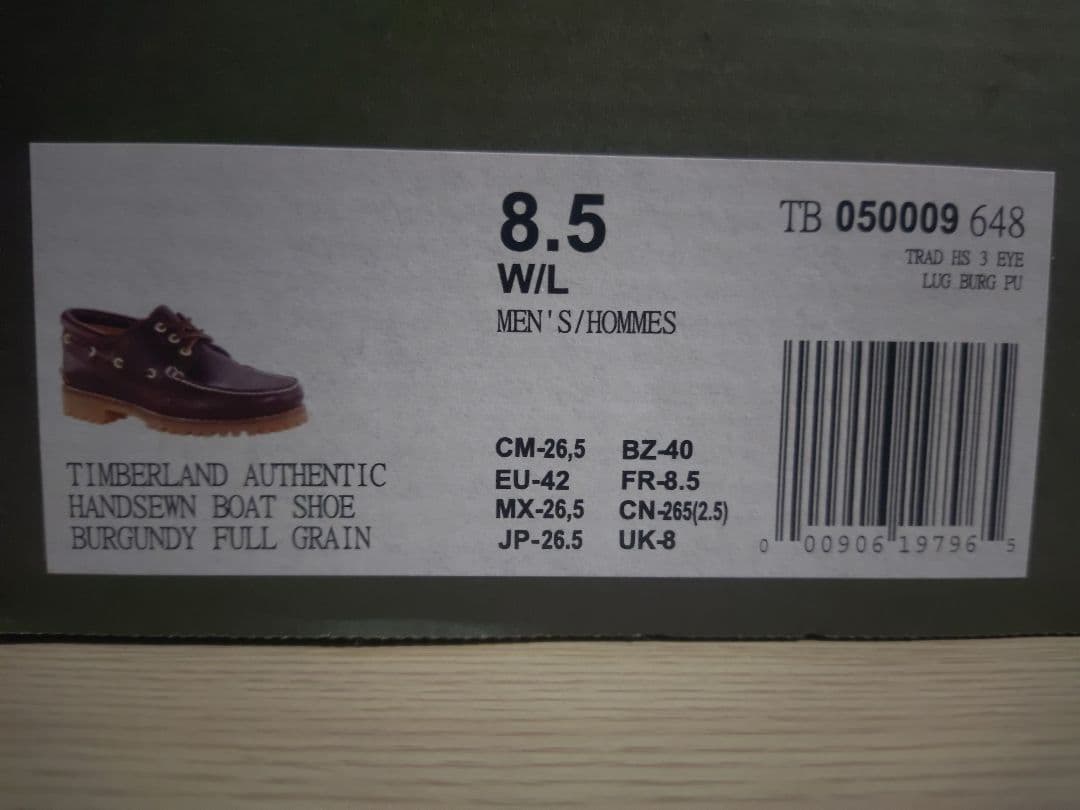 8.5
W/L
MEN'S/HOMMES
TB 050009 648
TRAD HS 3 EYE
LUG BURG PU
TIMBERLAND AUTHENTIC
HANDSEWN BOAT SHOE
BURGUNDY FULL GRAIN
CM-26,5 BZ-40
EU-42 FR-8.5
MX-26,5 CN-265(2.5)
JP-26.5 UK-8
0 00906 19796 5